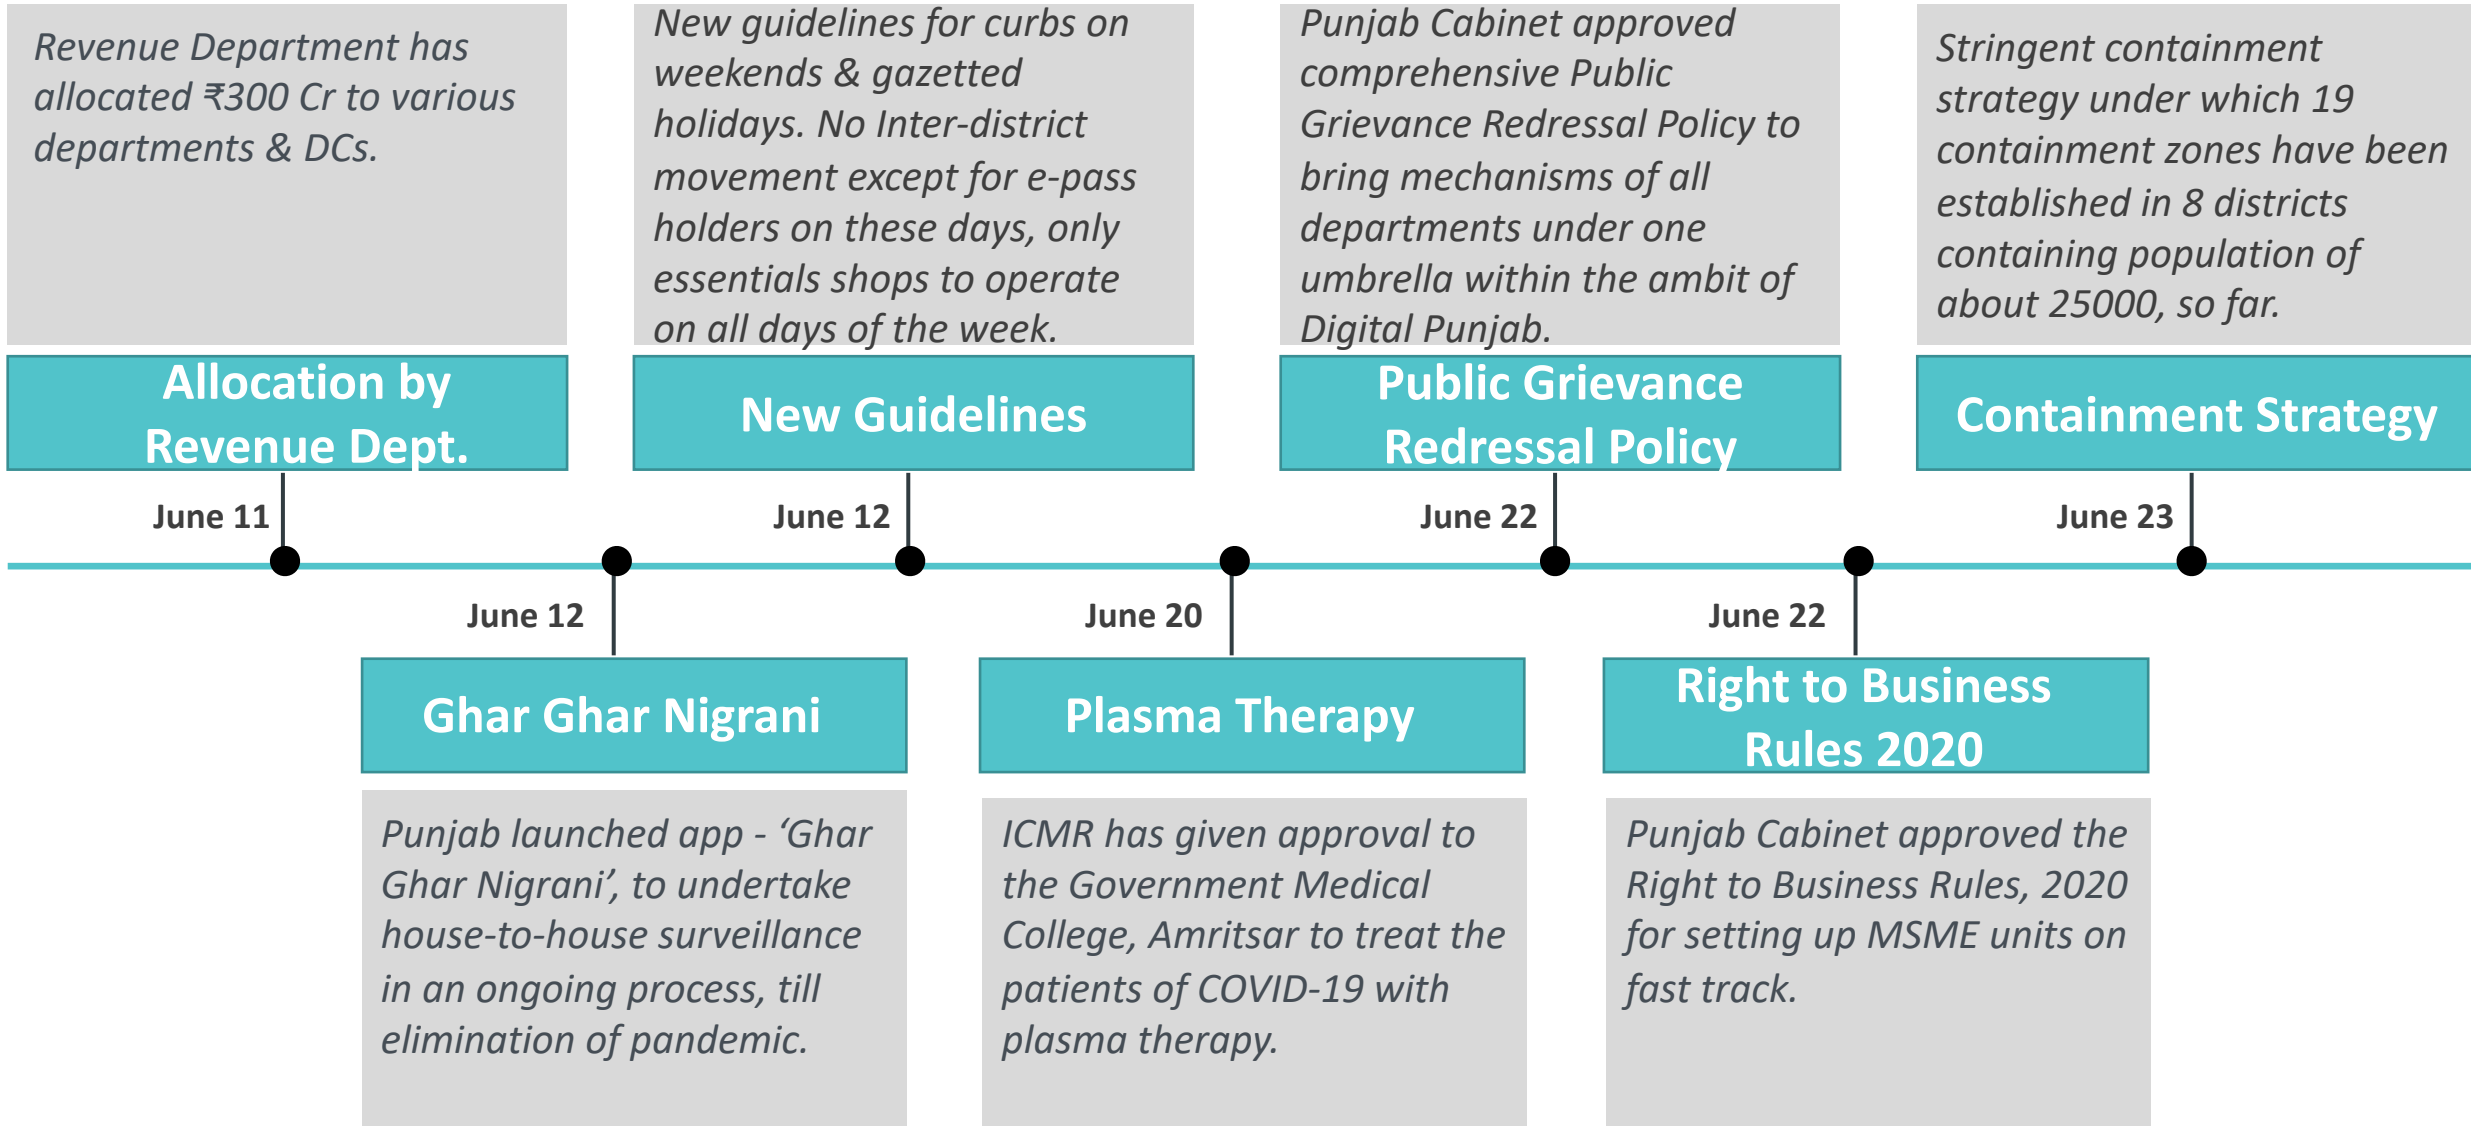 Revenue Department has
allocated ₹300 Cr to various
departments & DCs.
Allocation by
Revenue Dept.
June 11
New guidelines for curbs on
weekends & gazetted
holidays. No Inter-district
movement except for e-pass
holders on these days, only
essentials shops to operate
on all days of the week.
New Guidelines
June 12
Punjab Cabinet approved
comprehensive Public
Grievance Redressal Policy to
bring mechanisms of all
departments under one
umbrella within the ambit of
Digital Punjab.
Public Grievance
Redressal Policy
June 22
Stringent containment
strategy under which 19
containment zones have been
established in 8 districts
containing population of
about 25000, so far.
Containment Strategy
June 23
June 12
Ghar Ghar Nigrani
Punjab launched app - ‘Ghar
Ghar Nigrani’, to undertake
house-to-house surveillance
in an ongoing process, till
elimination of pandemic.
June 20
Plasma Therapy
ICMR has given approval to
the Government Medical
College, Amritsar to treat the
patients of COVID-19 with
plasma therapy.
June 22
Right to Business
Rules 2020
Punjab Cabinet approved the
Right to Business Rules, 2020
for setting up MSME units on
fast track.